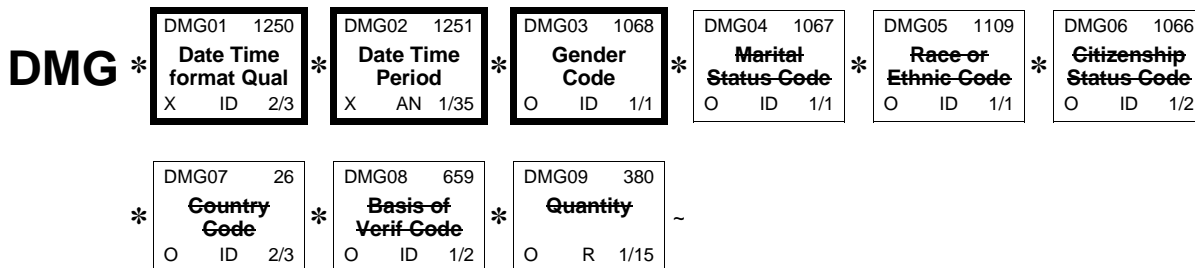 DMG01 1250 DMG02 1251 DMG03 1068 DMG04 1067 DMG05 1109 DMG06 1066
DMG * Date Time * Date Time * Gender * Marital * Race or * Citizenship
format Qual Period Code Status Code Ethnic Code Status Code
X ID 2/3 X AN 1/35 O ID 1/1 O ID 1/1 O ID 1/1 O ID 1/2
DMG07 26 DMG08 659 DMG09 380
* Country * Basis of * Quantity ~
Code Verif Code
O ID 2/3 O ID 1/2 O R 1/15